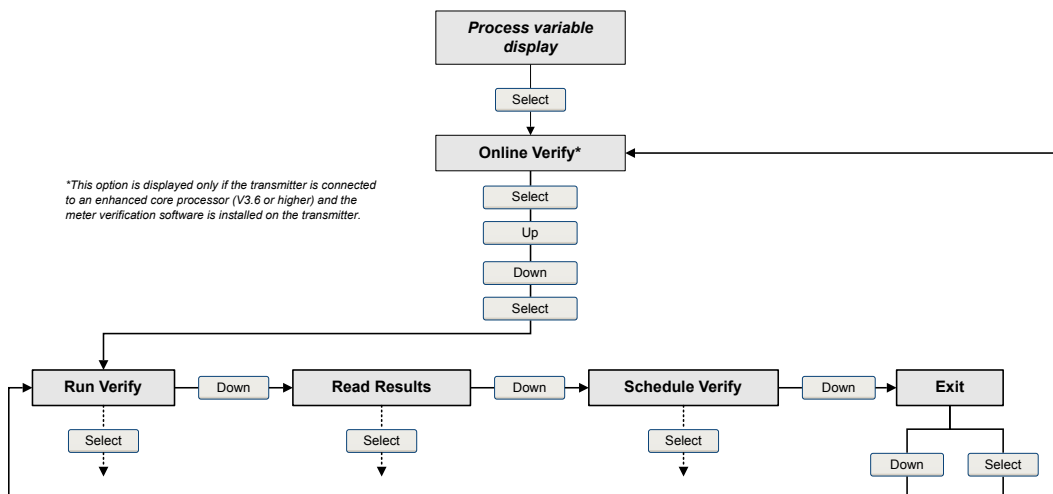 Process variable
display
Select
Online Verify*
*This option is displayed only if the transmitter is connected
to an enhanced core processor (V3.6 or higher) and the
meter verification software is installed on the transmitter.
Select
Up
Down
Select
Run Verify
Down
Read Results
Down
Schedule Verify
Down
Exit
Select
Select
Select
Down
Select